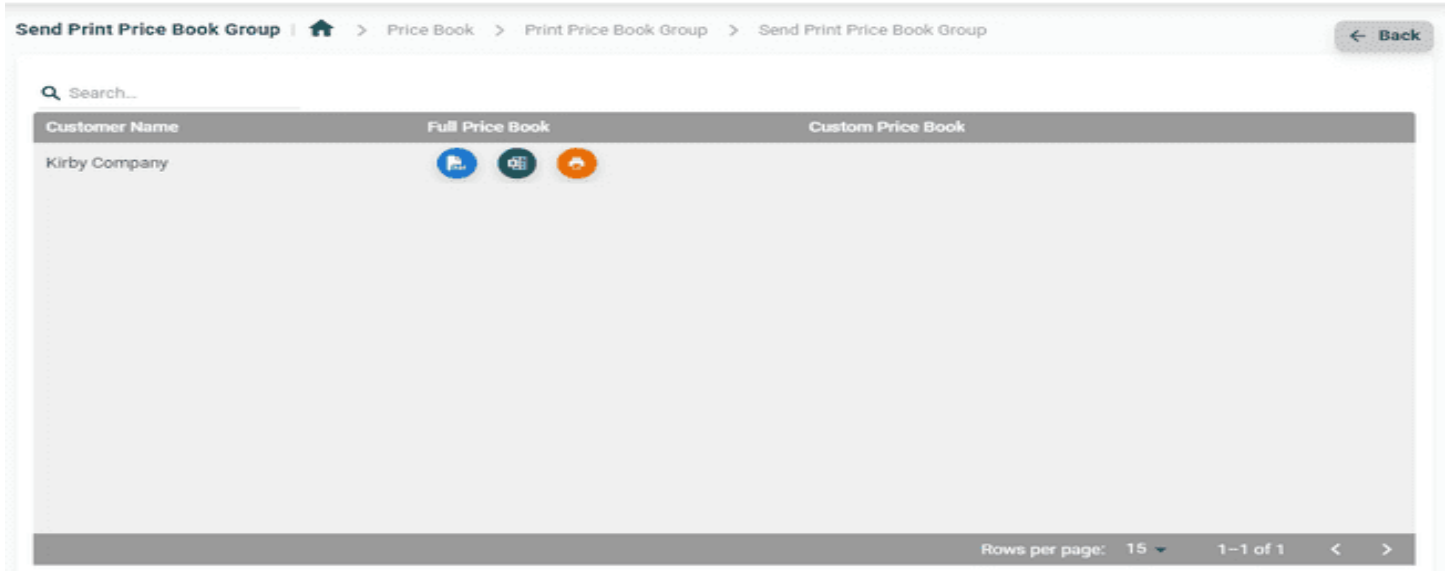 Send Print Price Book Group | > Price Book > Print Price Book Group > Send Print Price Book Group
← Back
Search...
Customer Name Full Price Book Custom Price Book
Kirby Company
Rows per page: 15 1–1 of 1 < >